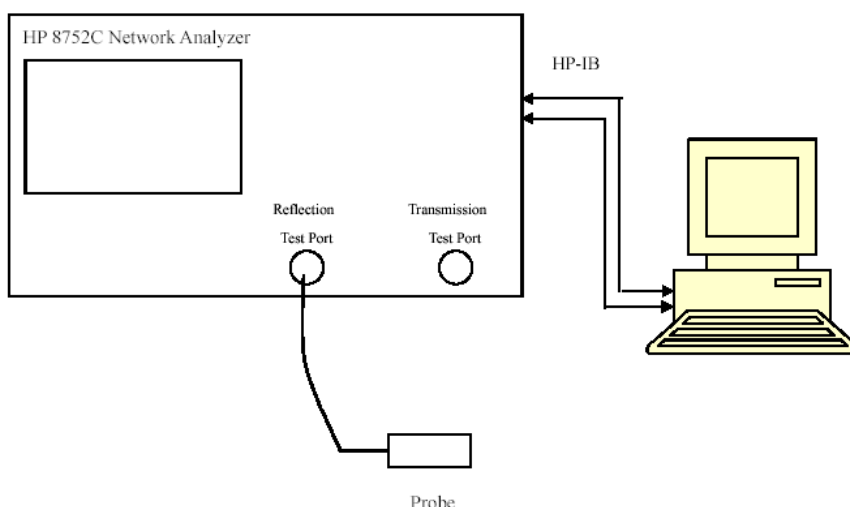 HP 8752C Network Analyzer
HP-IB
Reflection
Test Port
Transmission
Test Port
Probe